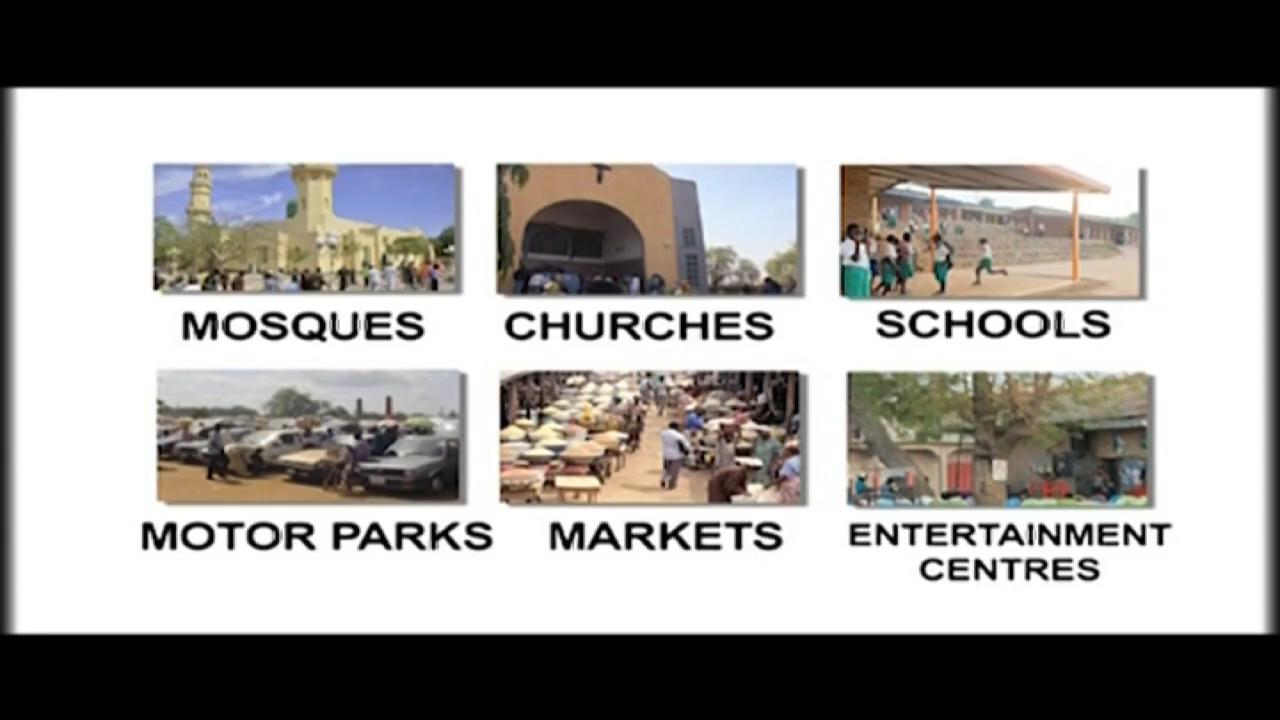 MOSQUES
CHURCHES
SCHOOLS
MOTOR PARKS
MARKETS
ENTERTAINMENT
CENTRES